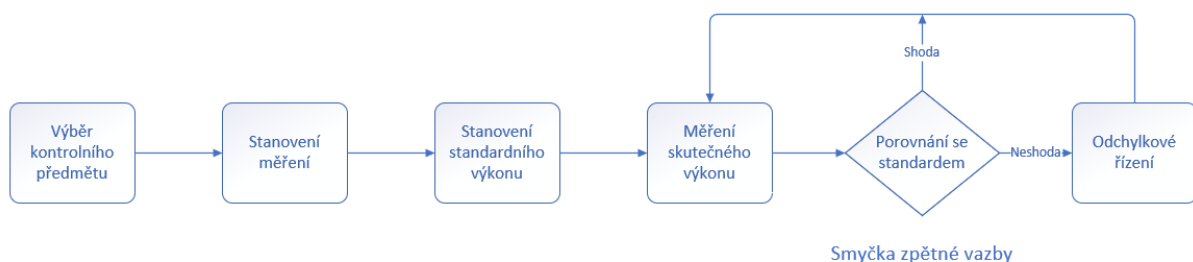 Výběr
kontrolního
předmětu
Stanovení
měření
Stanovení
standardního
výkonu
Měření
skutečného
výkonu
Shoda
Porovnání se
standardem
Neshoda
Odchylkové
řízení
Smyčka zpětné vazby